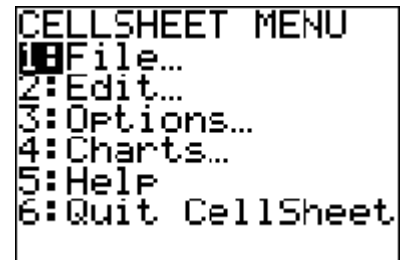 CELLSHEET MENU
1:File…
2:Edit…
3:Options…
4:Charts…
5:Help
6:Quit CellSheet